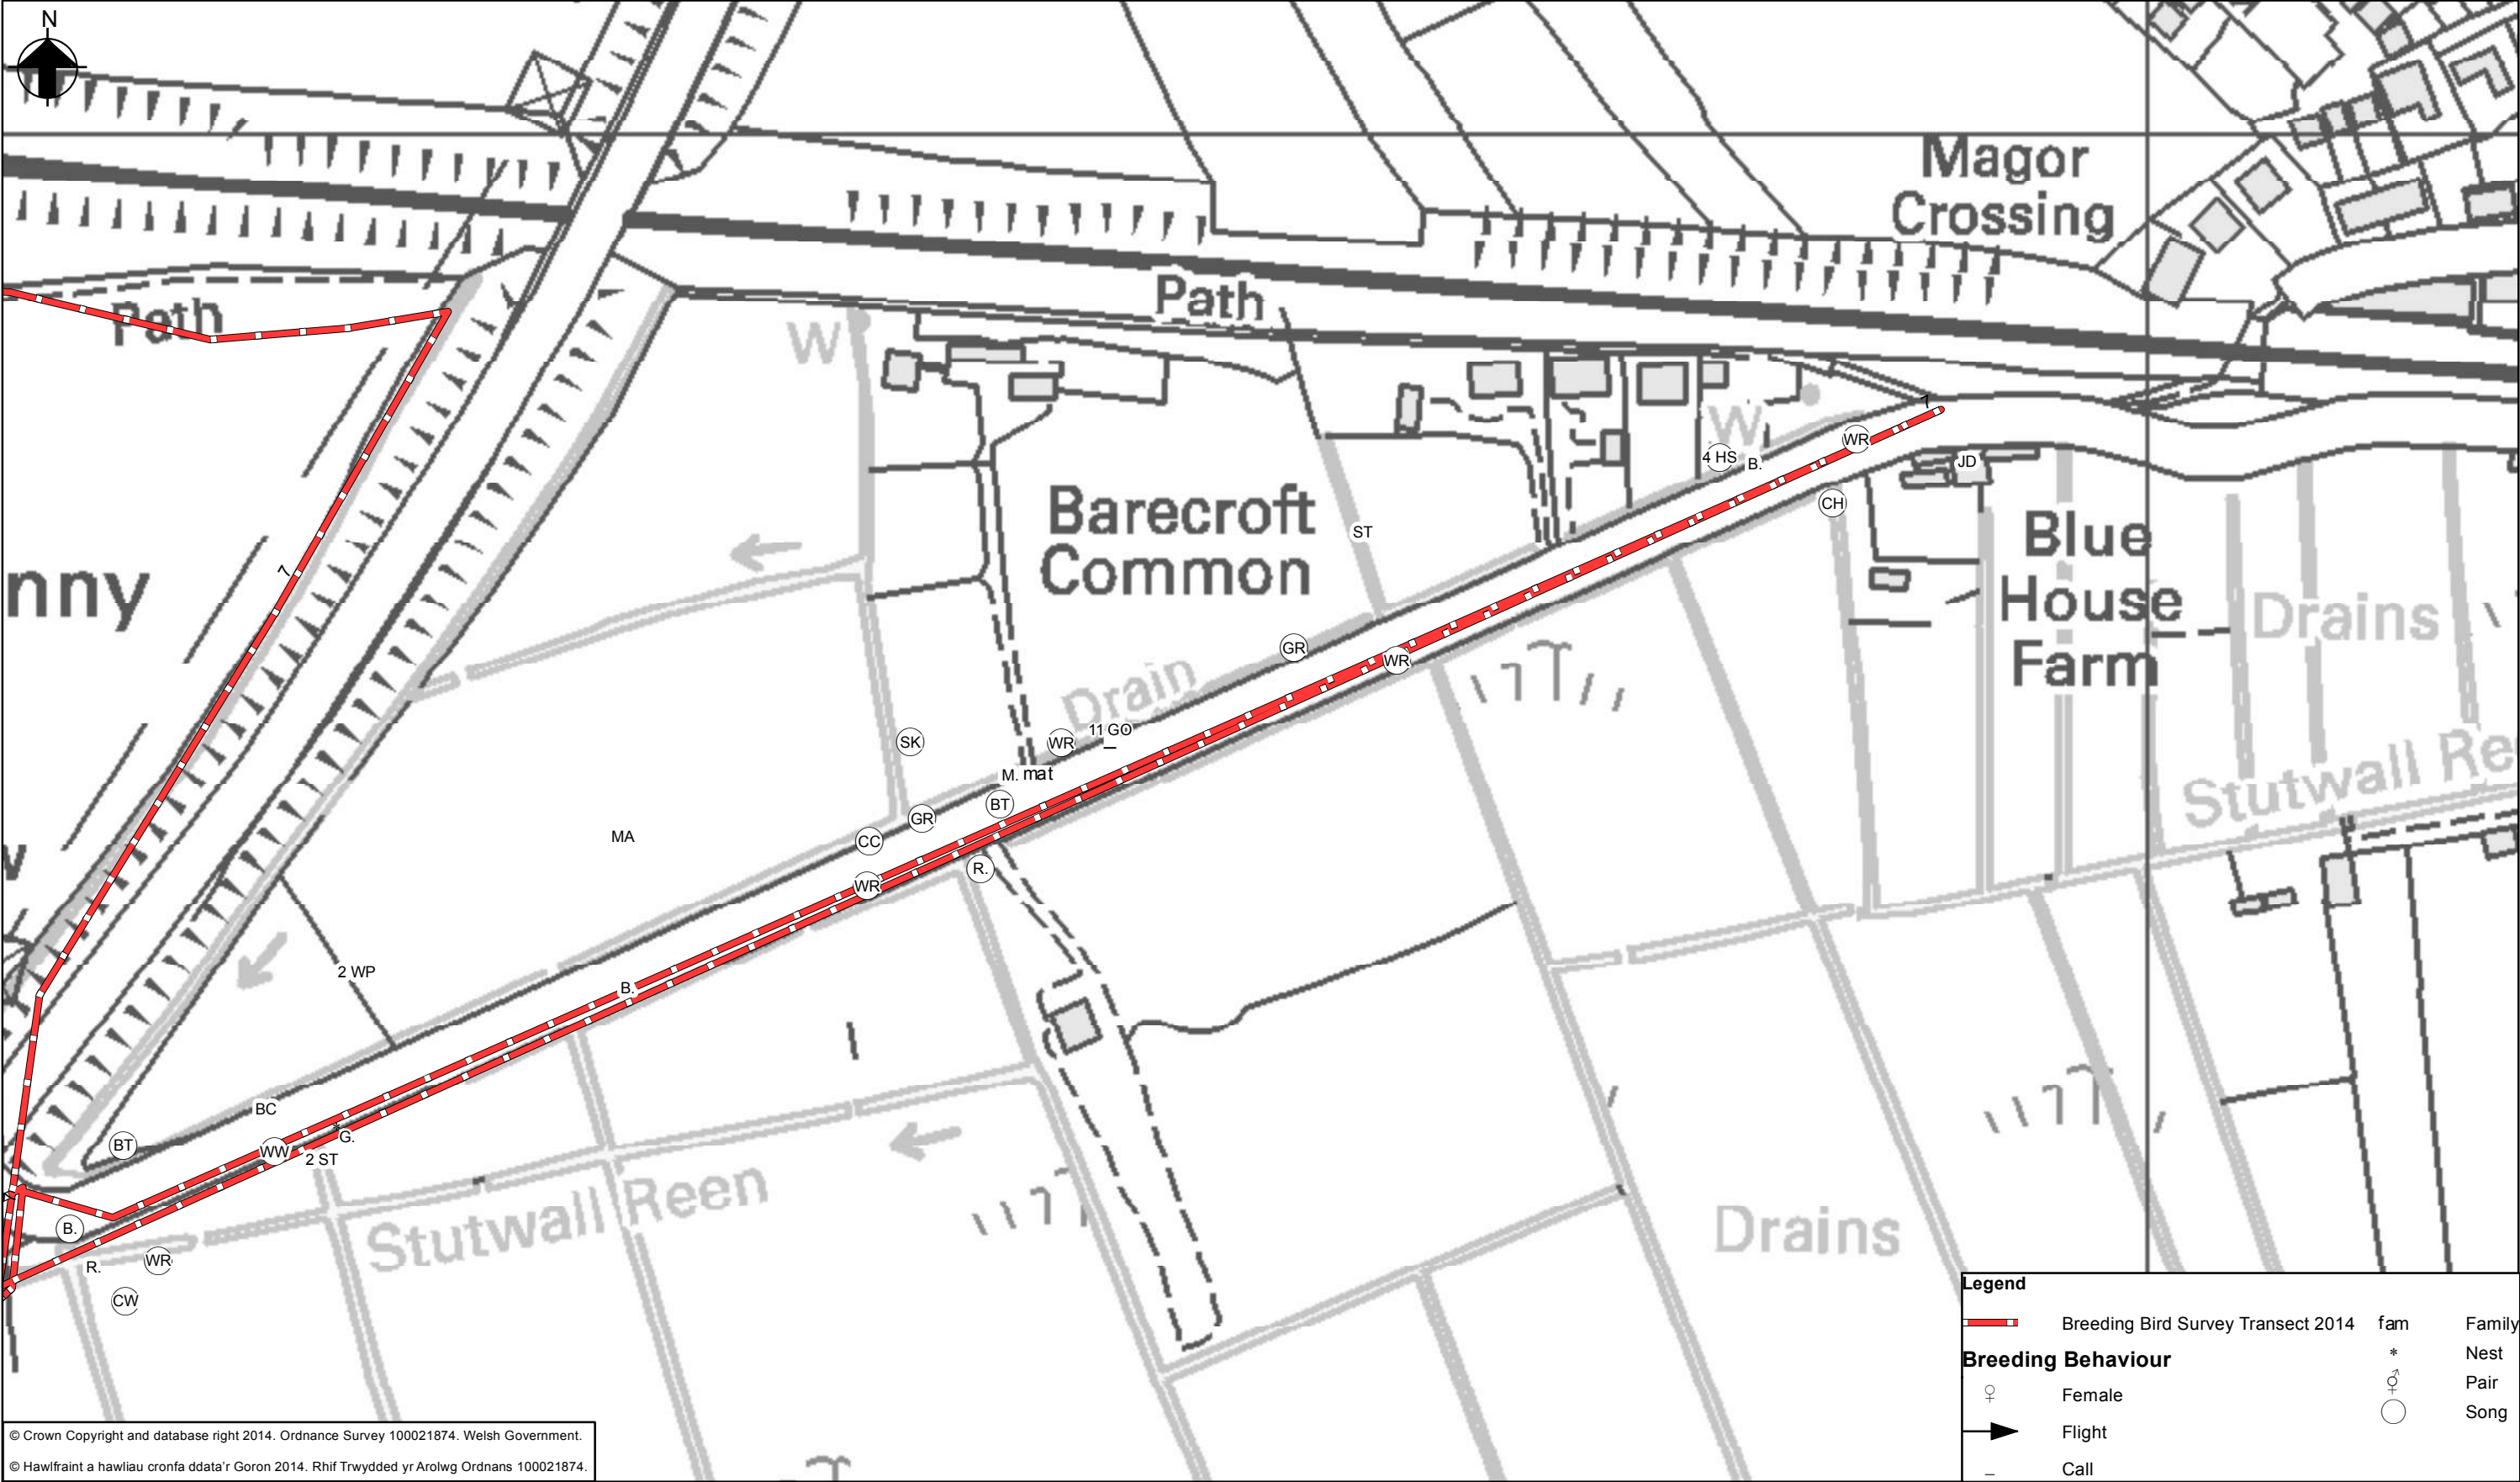 N
Magor
Crossing
Path
Path
W
W
7
WR
4 HS
B.
JD
CH
Barecroft
Common
ST
Blue
House
Farm
nny
7
Drains
GR
WR
Drain
SK
WR
11 GO
M. mat
BT
Stutwall Re
GR
MA
CC
R.
WR
2 WP
B.
BC
G.
BT
WW
2 ST
Stutwall Reen
B.
R.
WR
CW
Drains
Legend
Breeding Bird Survey Transect 2014
fam
Family
Breeding Behaviour
* Nest
Pair
Female
Song
Flight
Call
© Crown Copyright and database right 2014. Ordnance Survey 100021874. Welsh Government.
© Hawlfraint a hawliau cronfa ddata'r Goron 2014. Rhif Trwydded yr Arolwg Ordnans 100021874.